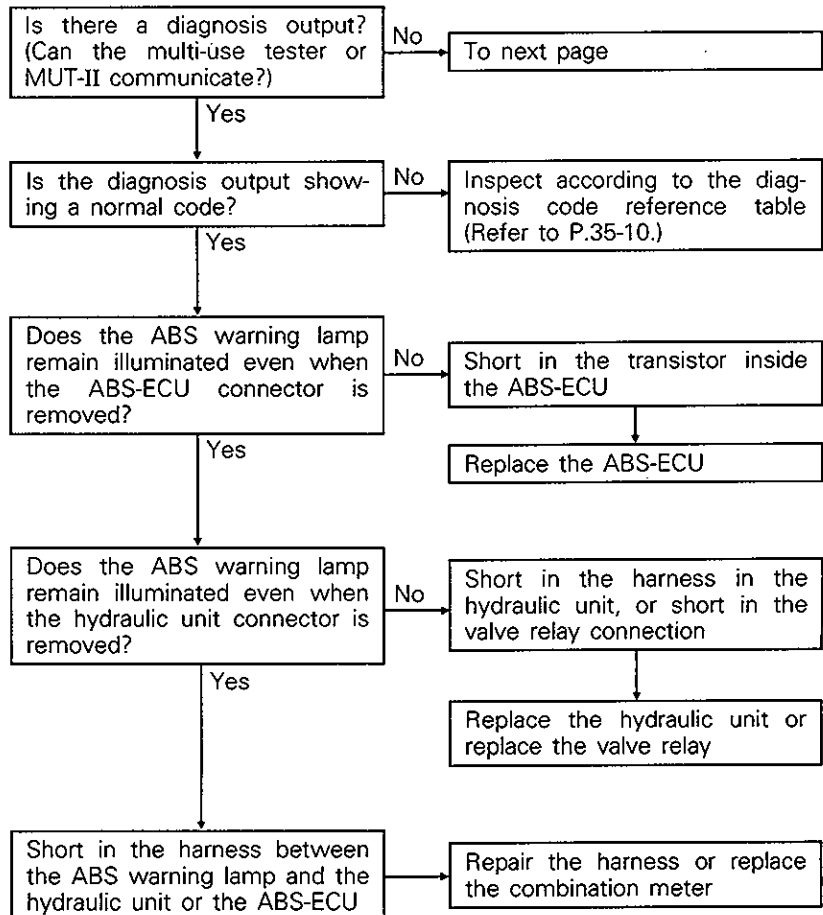 Is there a diagnosis output?
(Can the multi-use tester or
MUT-II communicate?)
No
To next page
Yes
Is the diagnosis output show-
ing a normal code?
No
Inspect according to the diag-
nosis code reference table
(Refer to P.35-10.)
Yes
Does the ABS warning lamp
remain illuminated even when
the ABS-ECU connector is
removed?
No
Short in the transistor inside
the ABS-ECU
Replace the ABS-ECU
Yes
Does the ABS warning lamp
remain illuminated even when
the hydraulic unit connector is
removed?
No
Short in the harness in the
hydraulic unit, or short in the
valve relay connection
Replace the hydraulic unit or
replace the valve relay
Yes
Short in the harness between
the ABS warning lamp and the
hydraulic unit or the ABS-ECU
Repair the harness or replace
the combination meter